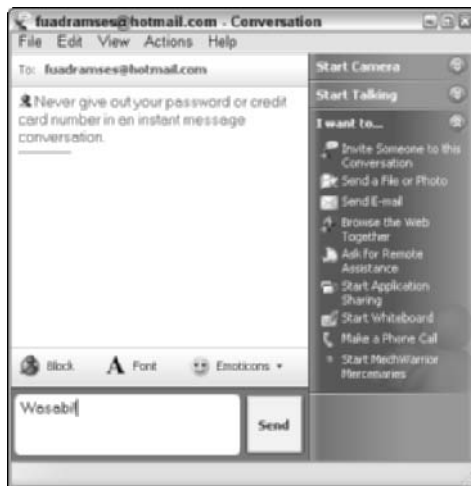 fuadramses@hotmail.com - Conversation
File Edit View Actions Help
To: fuadramses@hotmail.com
Never give out your password or credit
card number in an instant message
conversation.
Block Font Emoticons
Send
Start Camera
Start Talking
I want to...
Invite Someone to this
Conversation
Send a File or Photo
Send E-mail
Browse the Web
Together
Ask for Remote
Assistance
Start Application
Sharing
Start Whiteboard
Make a Phone Call
Start MechWarrior
Mercenaries